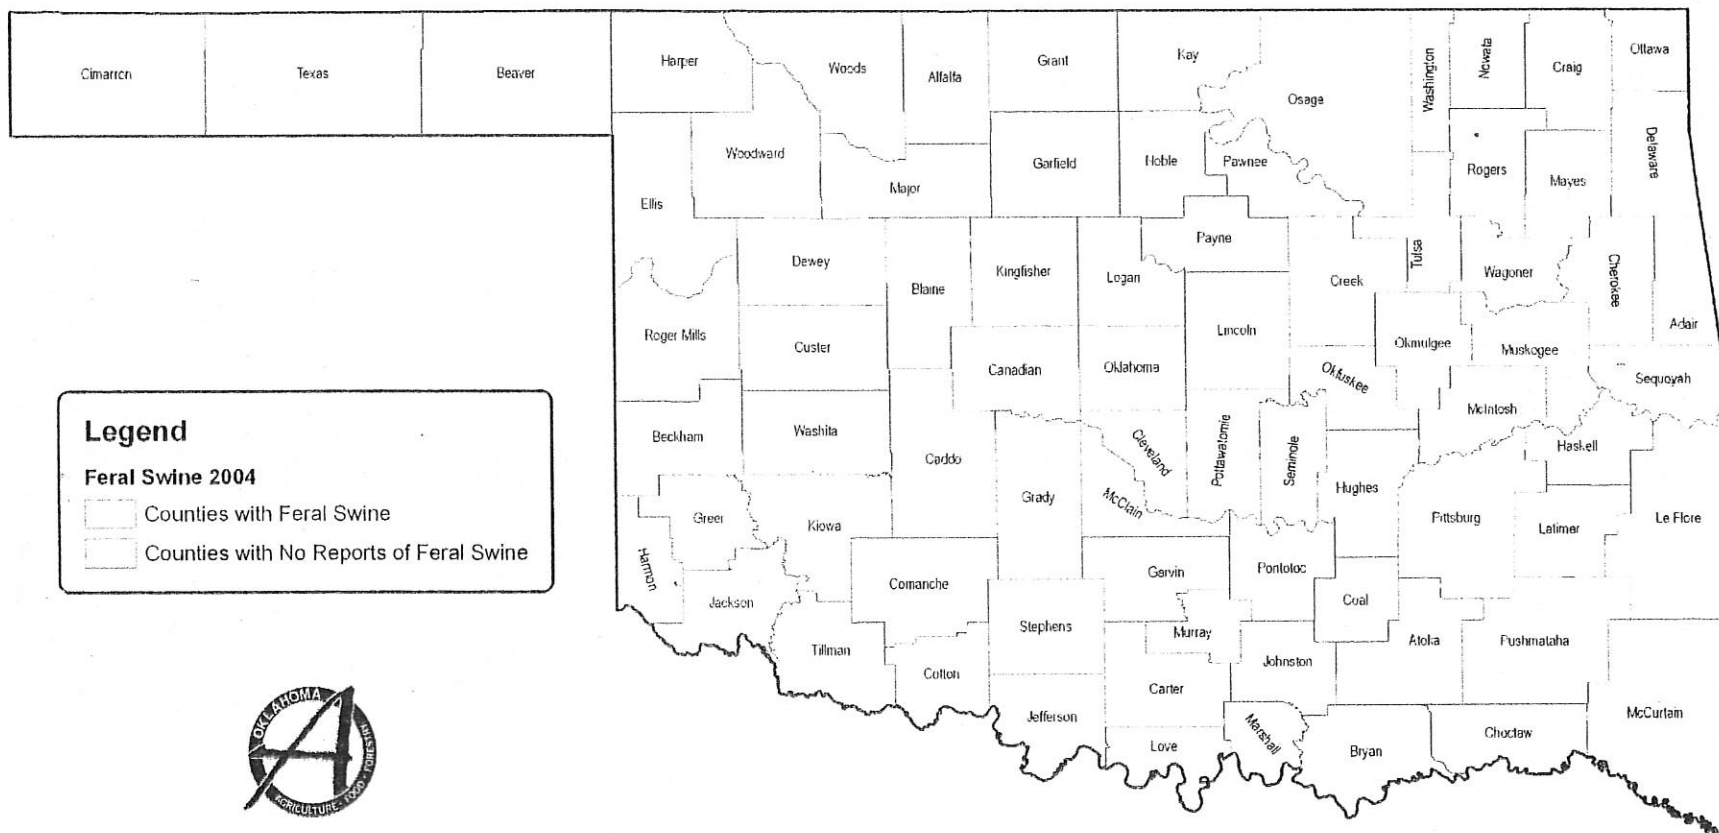 Cimarron
Texas
Beaver
Harper
Woods
Alfalfa
Grant
Kay
Osage
Washington
Nowata
Craig
Ottawa
Woodward
Ellis
Major
Garfield
Noble
Pawnee
Rogers
Mayes
Delaware
Dewey
Blaine
Kingfisher
Logan
Payne
Creek
Tulsa
Wagoner
Cherokee
Adair
Roger Mills
Custer
Canadian
Oklahoma
Lincoln
Okmulgee
Okfuskee
Muskogee
Sequoyah
Beckham
Washita
Caddo
Grady
Cleveland
McClain
Pottawatomie
Seminole
Hughes
McIntosh
Haskell
Pittsburg
Latimer
Le Flore
Greer
Kiowa
Harmon
Jackson
Comanche
Garvin
Pontotoc
Coal
Tillman
Cotton
Stephens
Murray
Johnston
Atoka
Pushmataha
Jefferson
Carter
Love
Marshall
Bryan
Choctaw
McCurtain
Legend
Feral Swine 2004
Counties with Feral Swine
Counties with No Reports of Feral Swine
OKLAHOMA
AGRICULTURE · FOOD · FORESTRY